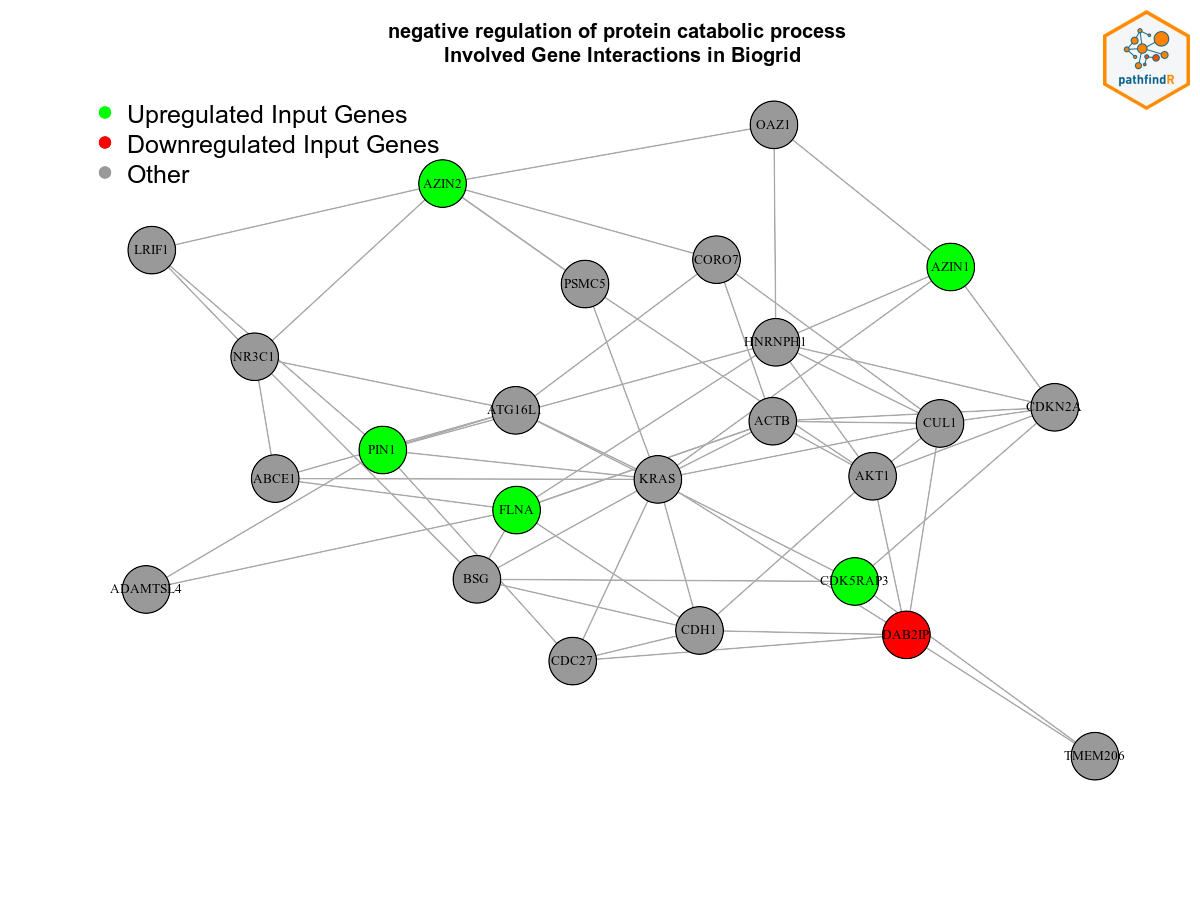 negative regulation of protein catabolic process
Involved Gene Interactions in Biogrid
pathfindR
Upregulated Input Genes
Downregulated Input Genes
Other
OAZ1
AZIN2
LRIF1
CORO7
AZIN1
PSMC5
HNRNPH1
NR3C1
ATG16L1
CDKN2A
ACTB
CUL1
PIN1
ABCE1
KRAS
AKT1
FLNA
BSG
CDK5RAP3
ADAMTSL4
CDH1
DAB2IP
CDC27
TMEM206